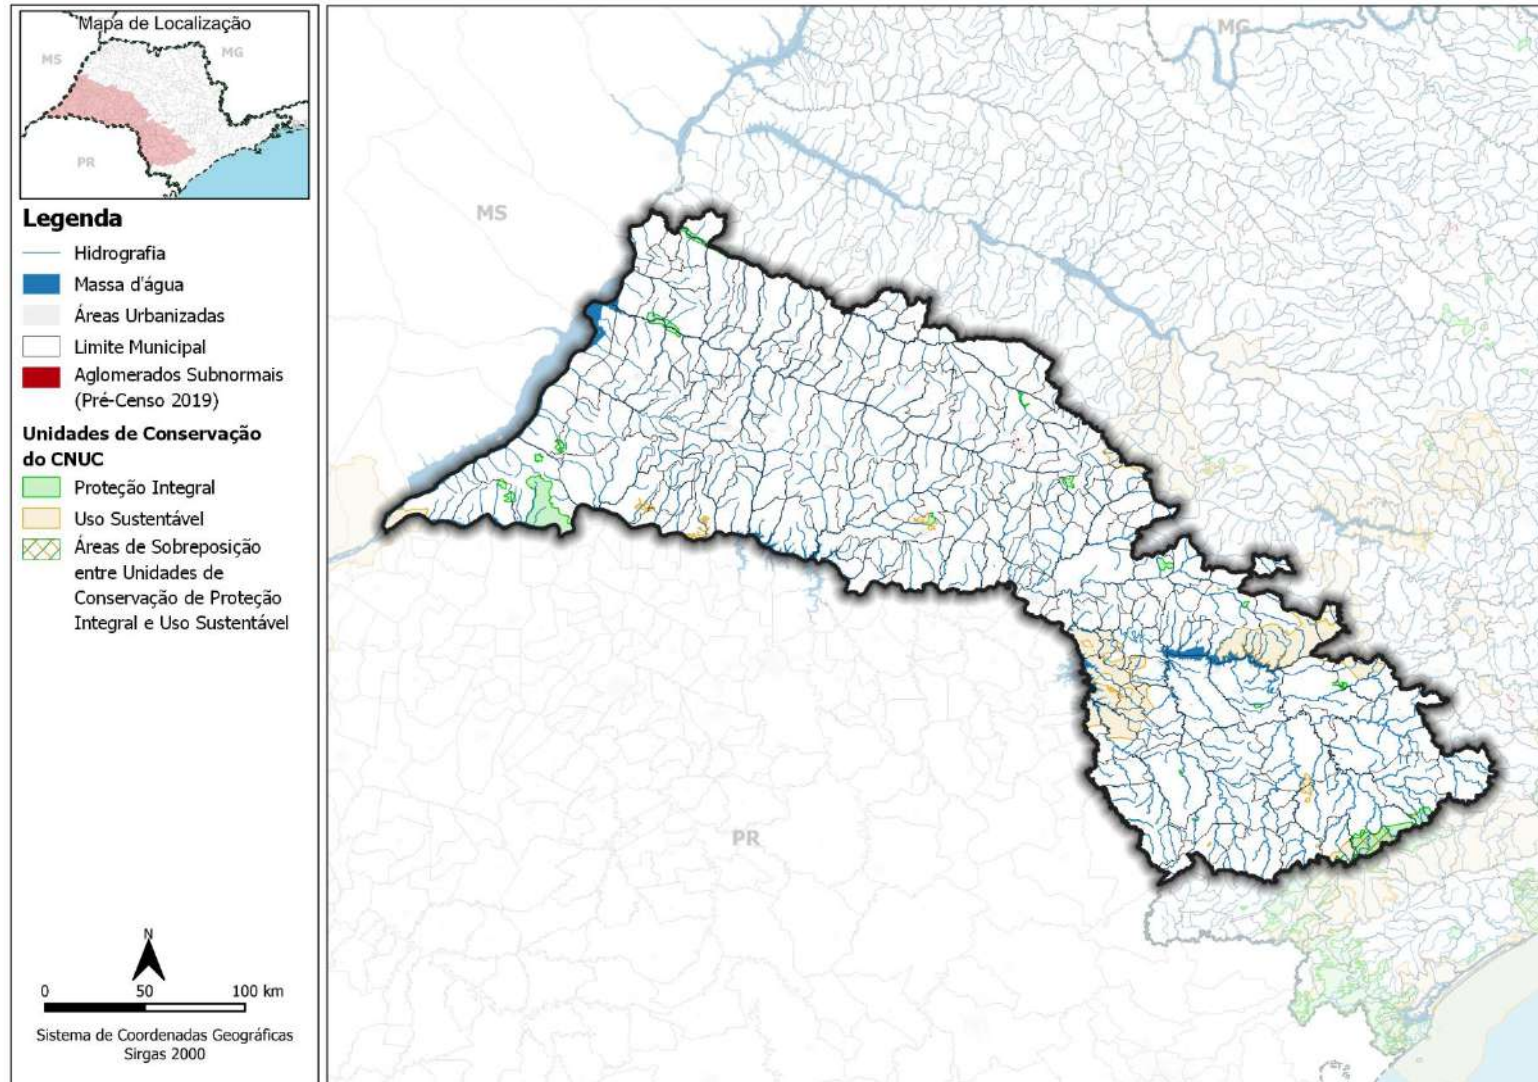 Mapa de Localização
MS
MG
PR
Legenda
Hidrografia
Massa d'água
Áreas Urbanizadas
Limite Municipal
Aglomerados Subnormais
(Pré-Censo 2019)
Unidades de Conservação
do CNUC
Proteção Integral
Uso Sustentável
Áreas de Sobreposição
entre Unidades de
Conservação de Proteção
Integral e Uso Sustentável
N
0 50 100 km
Sistema de Coordenadas Geográficas
Sirgas 2000
MG
MS
PR